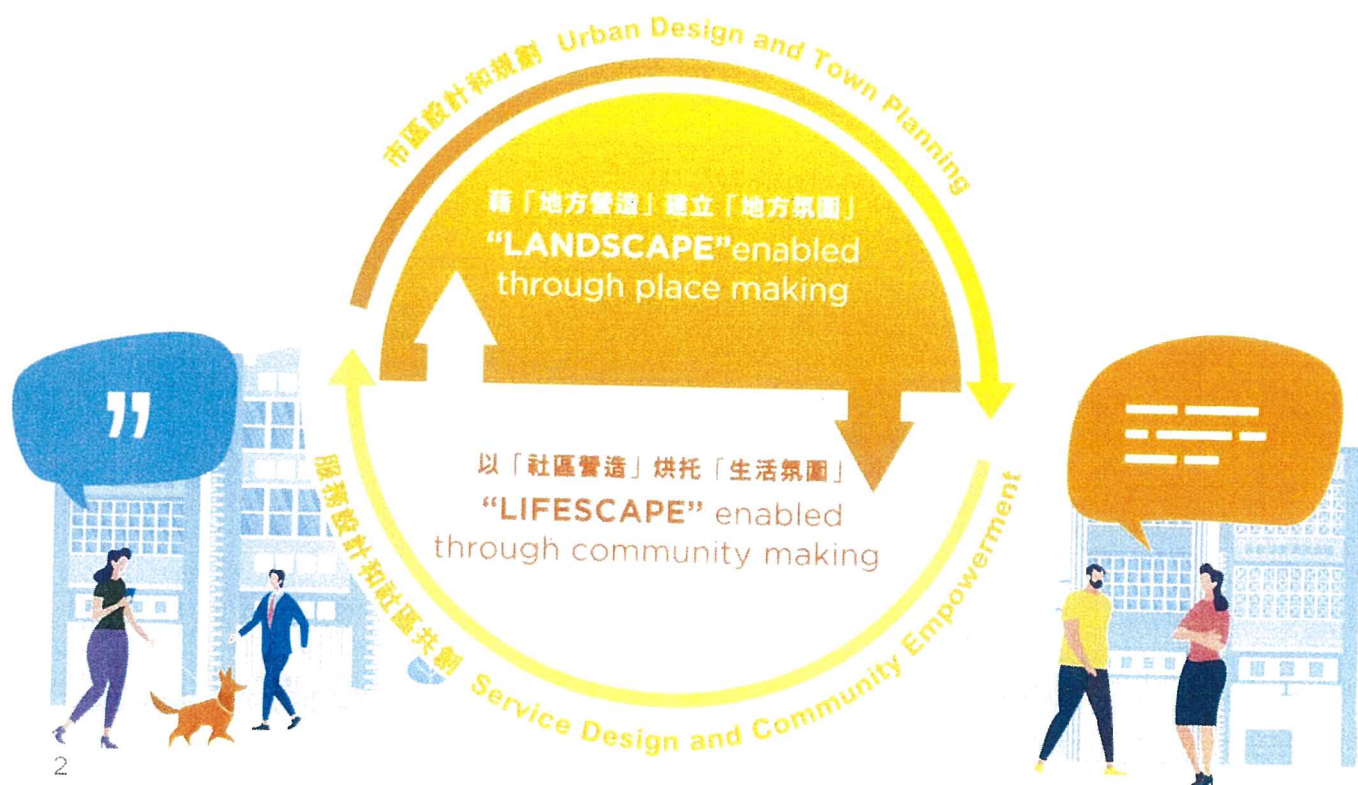 市區設計和規劃 Urban Design and Town Planning
藉「地方營造」建立「地方氛圍」
“LANDSCAPE”enabled
through place making
以「社區營造」烘托「生活氛圍」
“LIFESCAPE” enabled
through community making
服務設計和社區共創 Service Design and Community Empowerment
2